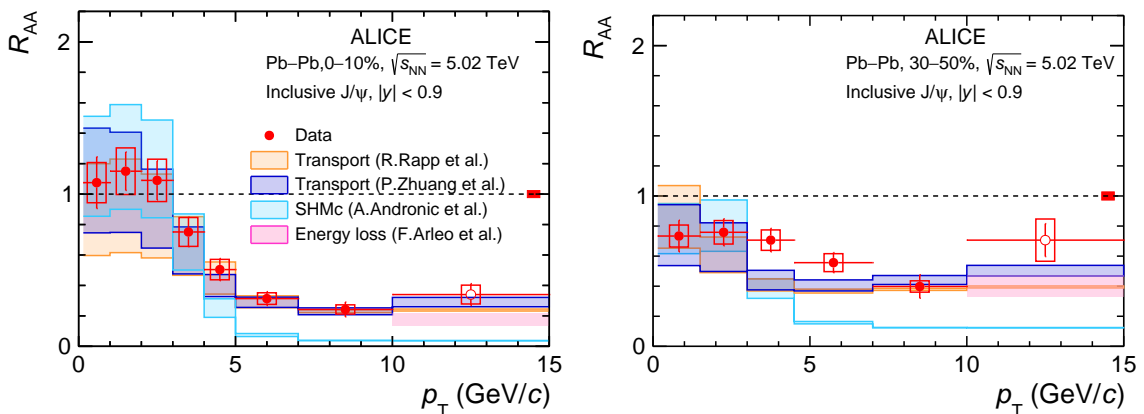 R_AA
2
1
0
ALICE
Pb–Pb,0–10%, √s_NN = 5.02 TeV
Inclusive J/ψ, |y| < 0.9
Data
Transport (R.Rapp et al.)
Transport (P.Zhuang et al.)
SHMc (A.Andronic et al.)
Energy loss (F.Arleo et al.)
0 5 10 15
p_T (GeV/c)
R_AA
2
1
0
ALICE
Pb–Pb, 30–50%, √s_NN = 5.02 TeV
Inclusive J/ψ, |y| < 0.9
0 5 10 15
p_T (GeV/c)